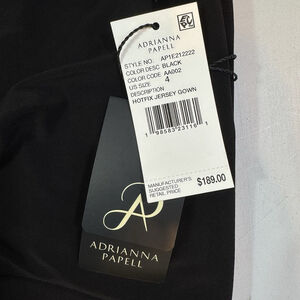 ADRIANNA
PAPELL
STYLE NO. AP1E212222
COLOR DESC BLACK
COLOR CODE AA002
US SIZE 4
DESCRIPTION
HOTFIX JERSEY GOWN
MANUFACTURER'S
SUGGESTED
RETAIL PRICE
$189.00
AP
ADRIANNA
PAPELL